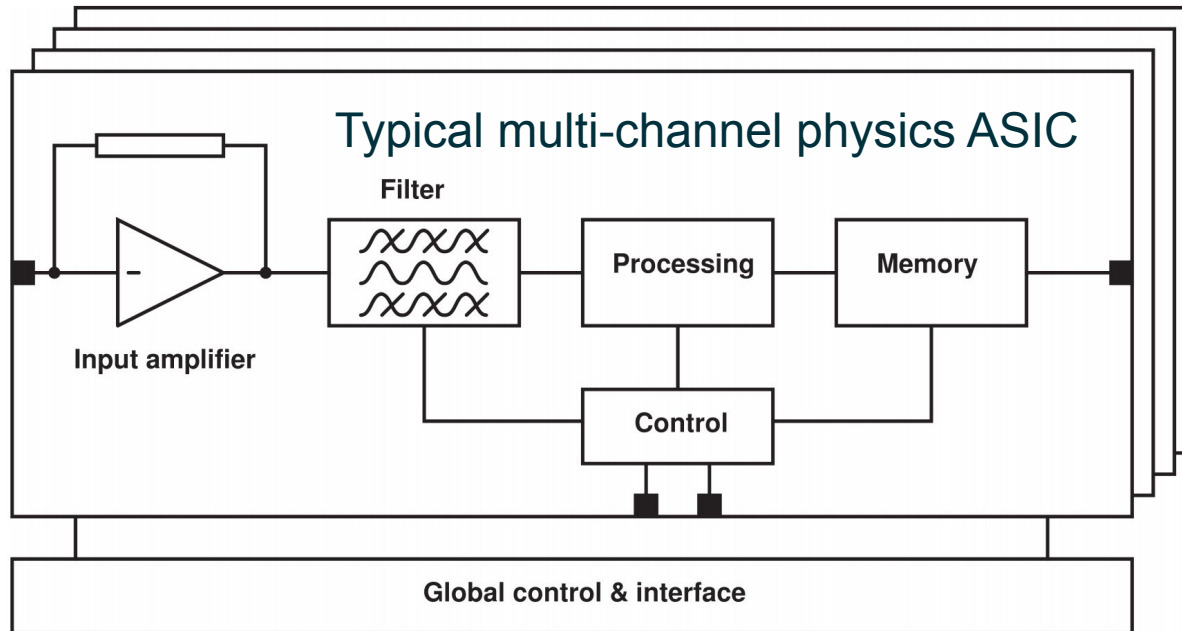 Typical multi-channel physics ASIC
Filter
Processing
Memory
Input amplifier
Control
Global control & interface